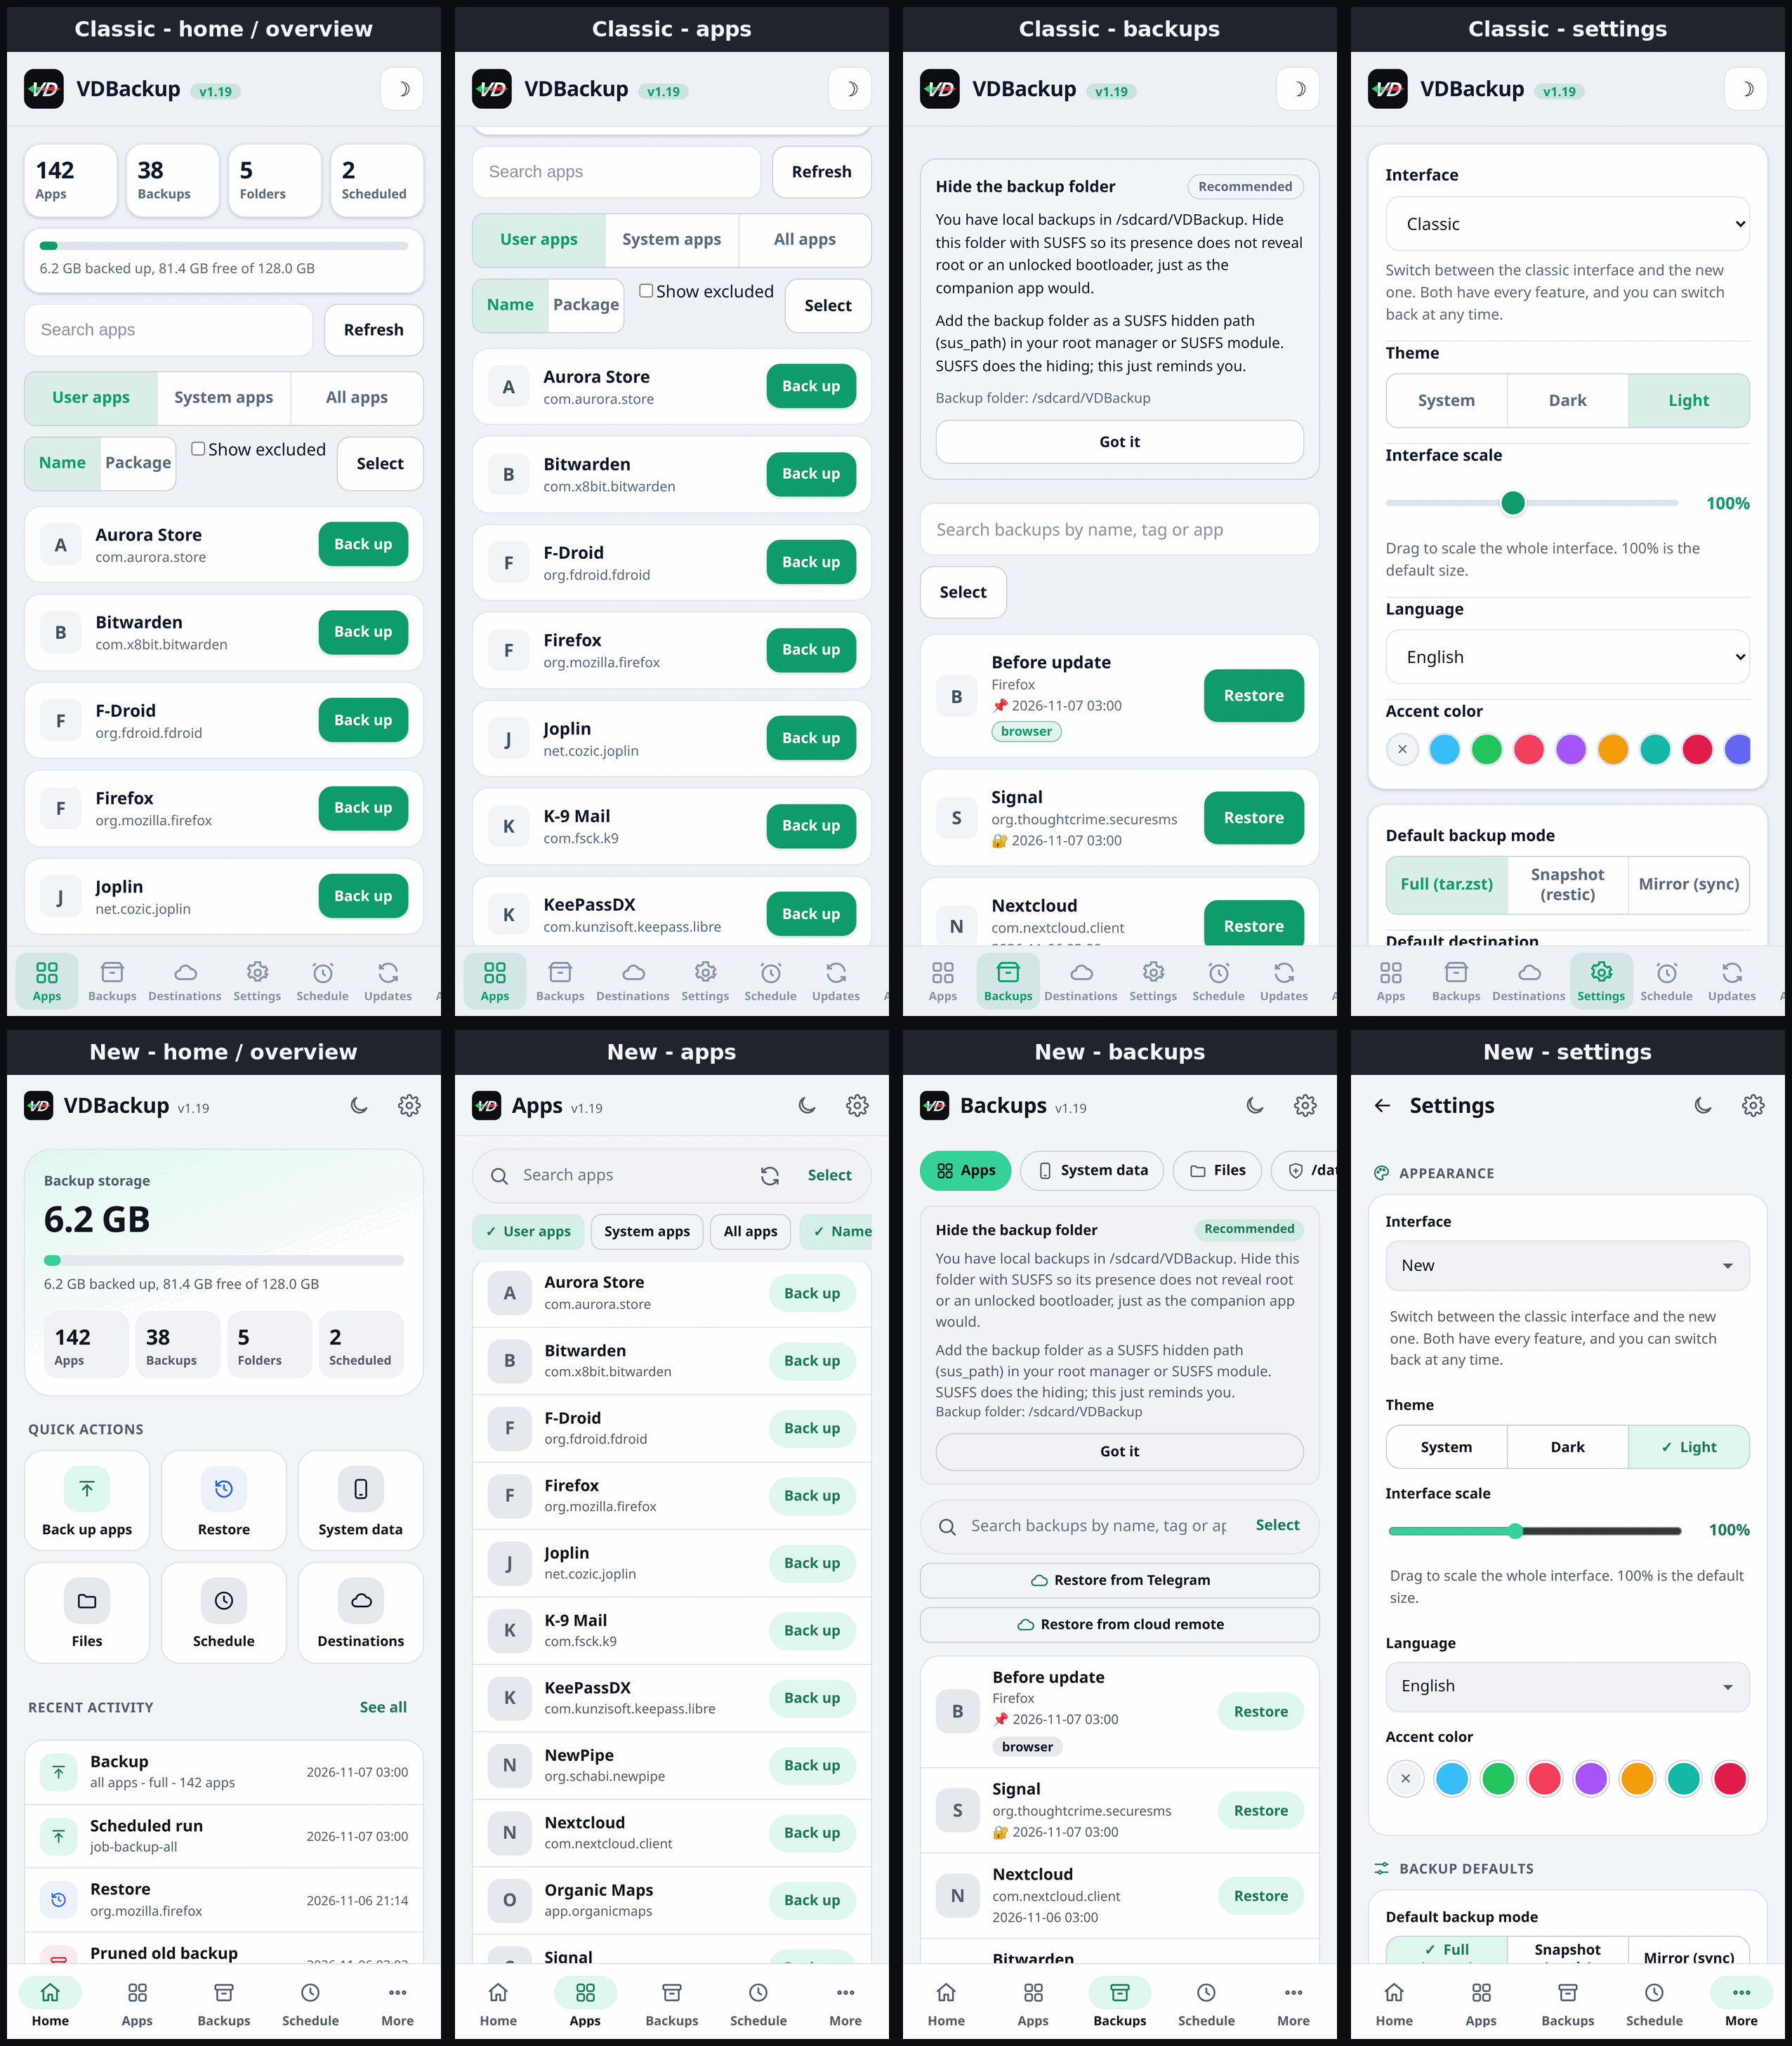 Classic - home / overview
VDBackup v1.19
142
Apps
38
Backups
5
Folders
2
Scheduled
6.2 GB backed up, 81.4 GB free of 128.0 GB
Search apps
Refresh
User apps
System apps
All apps
Name
Package
Show excluded
Select
A
Aurora Store
com.aurora.store
Back up
B
Bitwarden
com.x8bit.bitwarden
Back up
F
F-Droid
org.fdroid.fdroid
Back up
F
Firefox
org.mozilla.firefox
Back up
J
Joplin
net.cozic.joplin
Back up
Apps
Backups
Destinations
Settings
Schedule
Updates
Classic - apps
VDBackup v1.19
Search apps
Refresh
User apps
System apps
All apps
Name
Package
Show excluded
Select
A
Aurora Store
com.aurora.store
Back up
B
Bitwarden
com.x8bit.bitwarden
Back up
F
F-Droid
org.fdroid.fdroid
Back up
F
Firefox
org.mozilla.firefox
Back up
J
Joplin
net.cozic.joplin
Back up
K
K-9 Mail
com.fsck.k9
Back up
K
KeePassDX
com.kunzisoft.keepass.libre
Back up
Apps
Backups
Destinations
Settings
Schedule
Updates
Classic - backups
VDBackup v1.19
Hide the backup folder
Recommended
You have local backups in /sdcard/VDBackup. Hide
this folder with SUSFS so its presence does not reveal
root or an unlocked bootloader, just as the
companion app would.
Add the backup folder as a SUSFS hidden path
(sus_path) in your root manager or SUSFS module.
SUSFS does the hiding; this just reminds you.
Backup folder: /sdcard/VDBackup
Got it
Search backups by name, tag or app
Select
B
Before update
Firefox
📌 2026-11-07 03:00
browser
Restore
S
Signal
org.thoughtcrime.securesms
🔐 2026-11-07 03:00
Restore
N
Nextcloud
com.nextcloud.client
Restore
Apps
Backups
Destinations
Settings
Schedule
Updates
Classic - settings
VDBackup v1.19
Interface
Classic
Switch between the classic interface and the new
one. Both have every feature, and you can switch
back at any time.
Theme
System
Dark
Light
Interface scale
100%
Drag to scale the whole interface. 100% is the
default size.
Language
English
Accent color
Default backup mode
Full (tar.zst)
Snapshot
(restic)
Mirror (sync)
Default destination
Apps
Backups
Destinations
Settings
Schedule
Updates
New - home / overview
VDBackup v1.19
Backup storage
6.2 GB
6.2 GB backed up, 81.4 GB free of 128.0 GB
142
Apps
38
Backups
5
Folders
2
Scheduled
QUICK ACTIONS
Back up apps
Restore
System data
Files
Schedule
Destinations
RECENT ACTIVITY
See all
Backup
all apps - full - 142 apps
2026-11-07 03:00
Scheduled run
job-backup-all
2026-11-07 03:00
Restore
org.mozilla.firefox
2026-11-06 21:14
Pruned old backup
Home
Apps
Backups
Schedule
More
New - apps
Apps v1.19
Search apps
Select
✓ User apps
System apps
All apps
✓ Name
A
Aurora Store
com.aurora.store
Back up
B
Bitwarden
com.x8bit.bitwarden
Back up
F
F-Droid
org.fdroid.fdroid
Back up
F
Firefox
org.mozilla.firefox
Back up
J
Joplin
net.cozic.joplin
Back up
K
K-9 Mail
com.fsck.k9
Back up
K
KeePassDX
com.kunzisoft.keepass.libre
Back up
N
NewPipe
org.schabi.newpipe
Back up
N
Nextcloud
com.nextcloud.client
Back up
O
Organic Maps
app.organicmaps
Back up
Signal
Home
Apps
Backups
Schedule
More
New - backups
Backups v1.19
Apps
System data
Files
Hide the backup folder
Recommended
You have local backups in /sdcard/VDBackup. Hide this
folder with SUSFS so its presence does not reveal root
or an unlocked bootloader, just as the companion app
would.
Add the backup folder as a SUSFS hidden path
(sus_path) in your root manager or SUSFS module.
SUSFS does the hiding; this just reminds you.
Backup folder: /sdcard/VDBackup
Got it
Search backups by name, tag or
Select
Restore from Telegram
Restore from cloud remote
B
Before update
Firefox
📌 2026-11-07 03:00
browser
Restore
S
Signal
org.thoughtcrime.securesms
🔐 2026-11-07 03:00
Restore
N
Nextcloud
com.nextcloud.client
2026-11-06 03:00
Restore
Bitwarden
Home
Apps
Backups
Schedule
More
New - settings
Settings
APPEARANCE
Interface
New
Switch between the classic interface and the new
one. Both have every feature, and you can switch
back at any time.
Theme
System
Dark
✓ Light
Interface scale
100%
Drag to scale the whole interface. 100% is the default
size.
Language
English
Accent color
BACKUP DEFAULTS
Default backup mode
✓ Full
Snapshot
Mirror (sync)
Home
Apps
Backups
Schedule
More